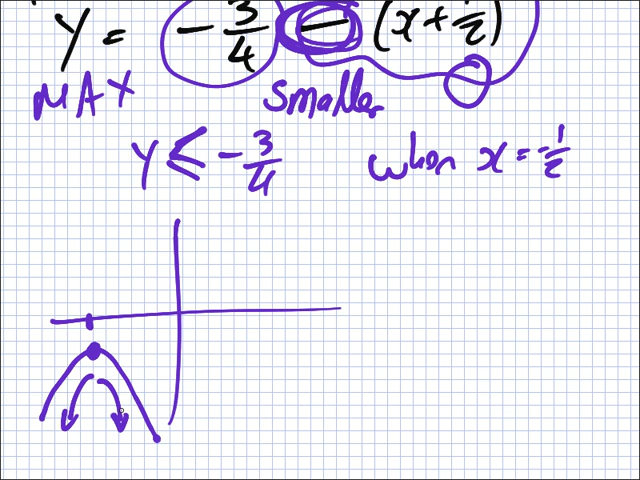 y = - 3/4 - (x + 1/2)
MAX smaller
y ≤ - 3/4 when x = -1/2